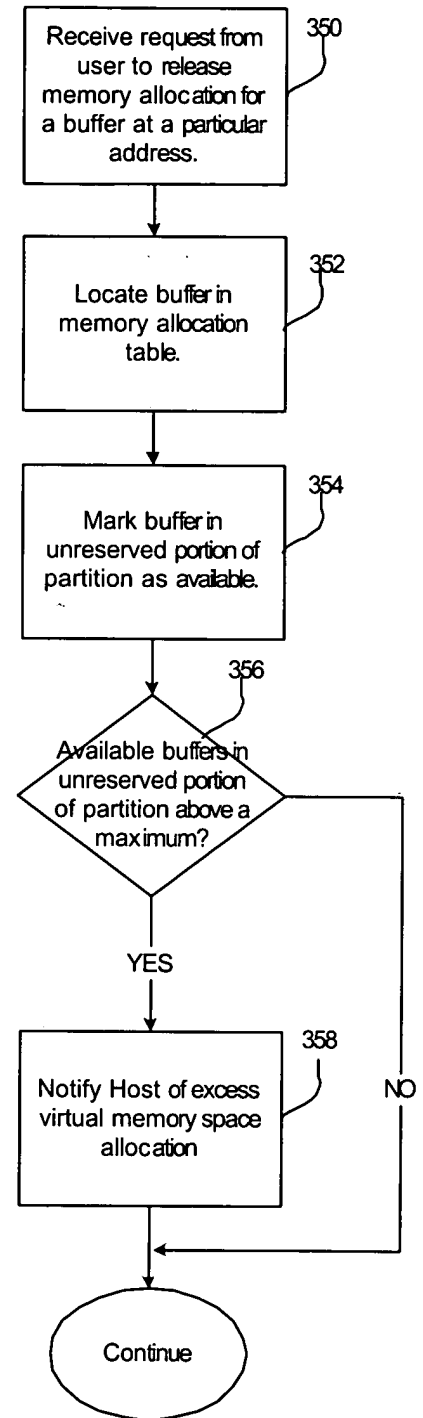 Receive request from
user to release
memory allocation for
a buffer at a particular
address.
350
Locate buffer in
memory allocation
table.
352
Mark buffer in
unreserved portion of
partition as available.
354
356
Available buffers in
unreserved portion
of partition above a
maximum?
YES
NO
358
Notify Host of excess
virtual memory space
allocation
Continue